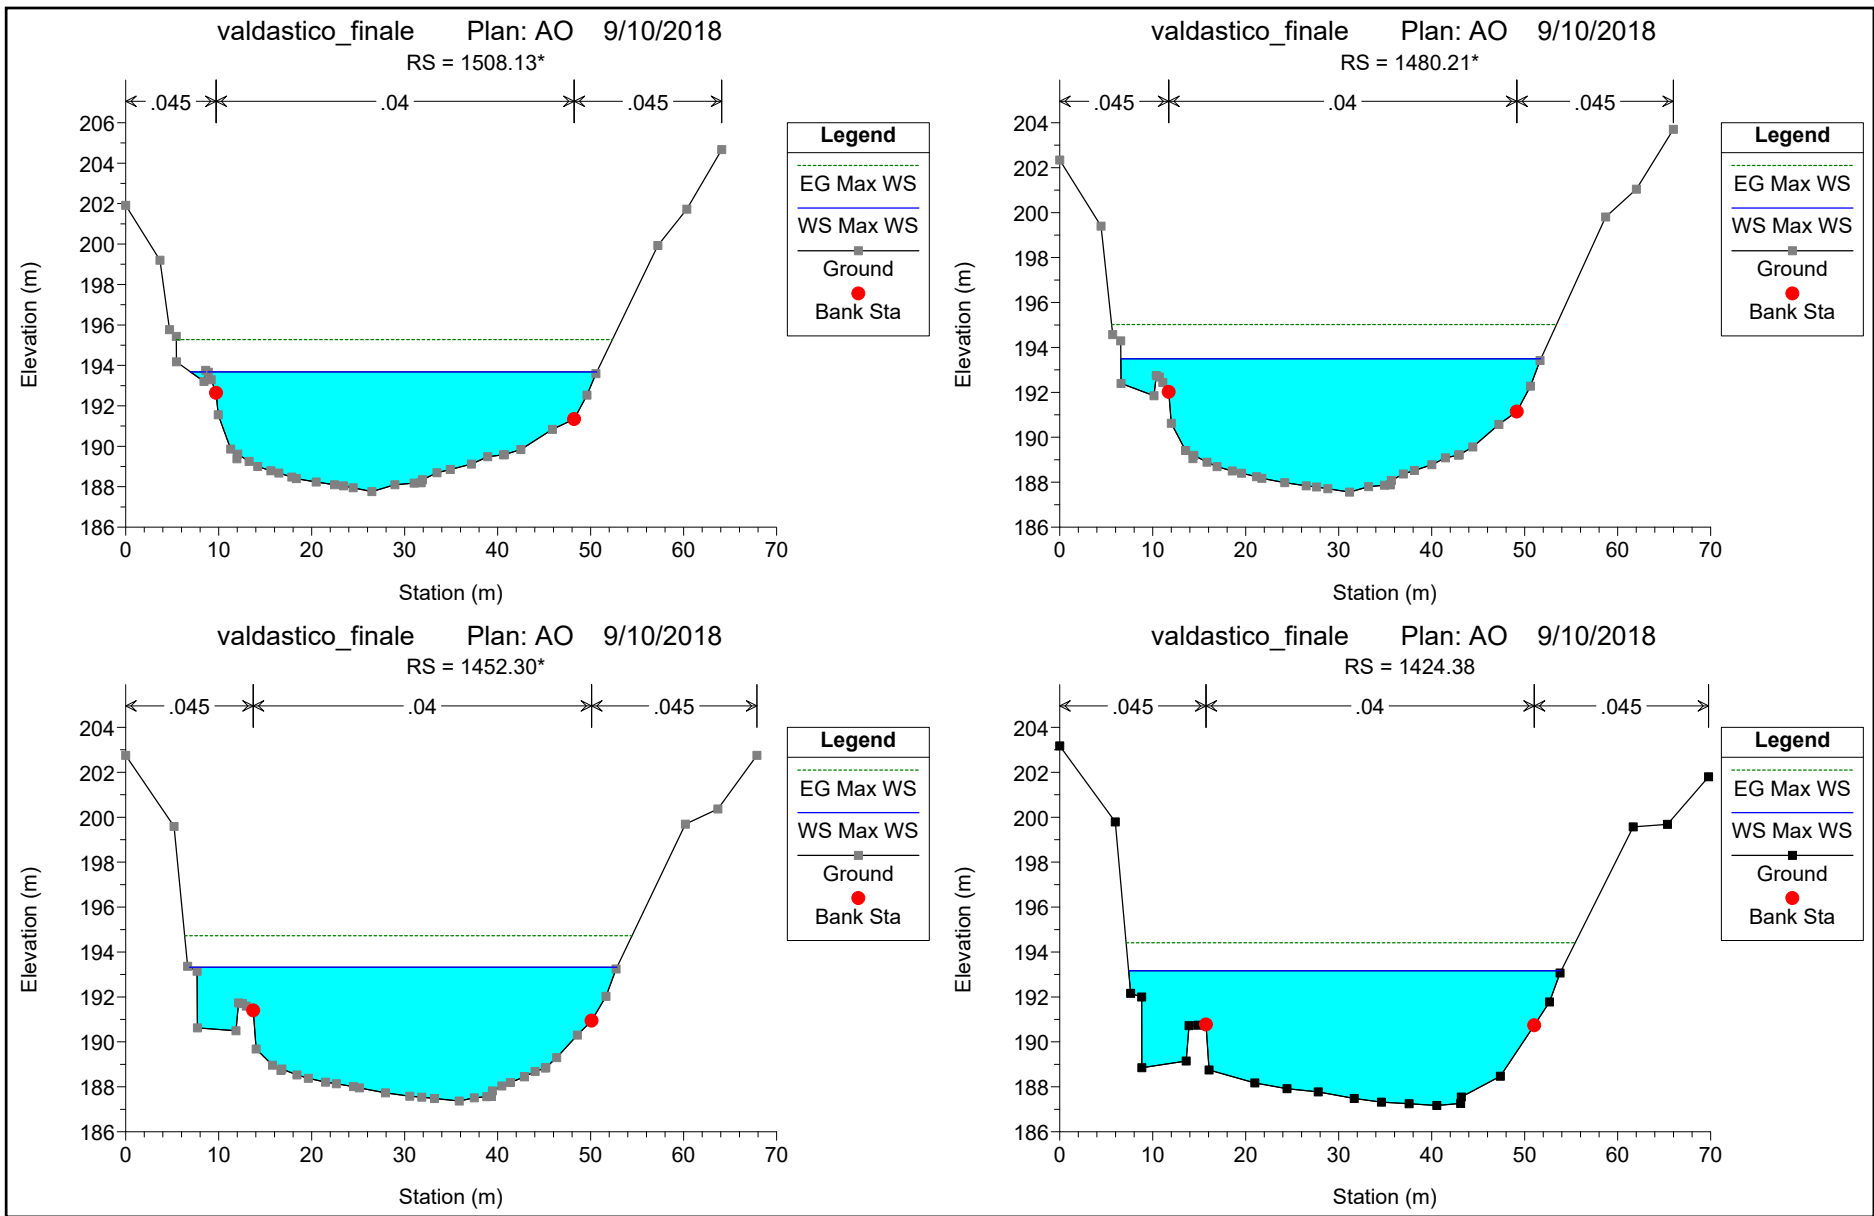 valdastico_finale Plan: AO 9/10/2018
RS = 1508.13*
.045 .04 .045
206
204
202
200
198
196
194
192
190
188
186
0 10 20 30 40 50 60 70
Station (m)
Elevation (m)
Legend
EG Max WS
WS Max WS
Ground
Bank Sta
valdastico_finale Plan: AO 9/10/2018
RS = 1480.21*
.045 .04 .045
204
202
200
198
196
194
192
190
188
186
0 10 20 30 40 50 60 70
Station (m)
Elevation (m)
Legend
EG Max WS
WS Max WS
Ground
Bank Sta
valdastico_finale Plan: AO 9/10/2018
RS = 1452.30*
.045 .04 .045
204
202
200
198
196
194
192
190
188
186
0 10 20 30 40 50 60 70
Station (m)
Elevation (m)
Legend
EG Max WS
WS Max WS
Ground
Bank Sta
valdastico_finale Plan: AO 9/10/2018
RS = 1424.38
.045 .04 .045
204
202
200
198
196
194
192
190
188
186
0 10 20 30 40 50 60 70
Station (m)
Elevation (m)
Legend
EG Max WS
WS Max WS
Ground
Bank Sta